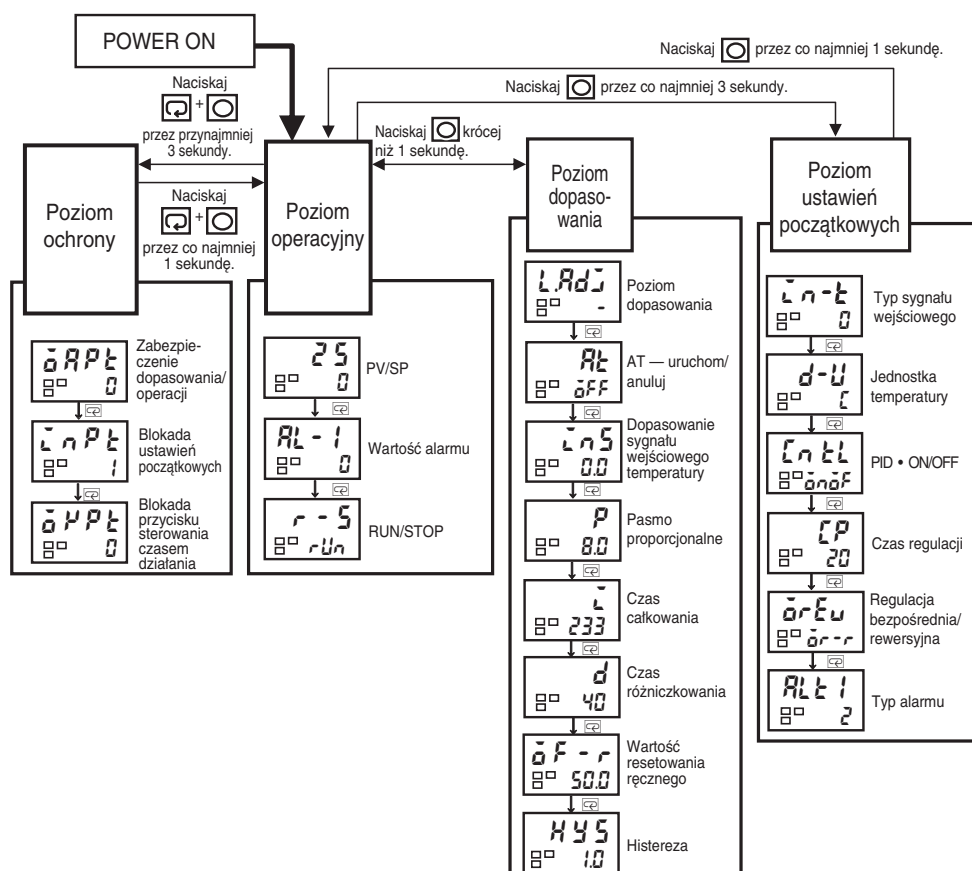 POWER ON
Naciskaj
+
przez przynajmniej
3 sekundy.
Naciskaj
+
przez co najmniej
1 sekundę.
Naciskaj przez co najmniej 1 sekundę.
Naciskaj przez co najmniej 3 sekundy.
Naciskaj krócej
niż 1 sekundę.
Poziom
ochrony
Poziom
operacyjny
Poziom
dopaso-
wania
Poziom
ustawień
początkowych
oAPt
0
Zabezpie-
czenie
dopasowania/
operacji
inPt
1
Blokada
ustawień
początkowych
0
Blokada
przycisku
sterowania
czasem
działania
25
0
PV/SP
AL-1
0
Wartość alarmu
r-S
rUn
RUN/STOP
L.AdJ
-
Poziom
dopasowania
At
oFF
AT — uruchom/
anuluj
inS
0.0
Dopasowanie
sygnału
wejściowego
temperatury
P
8.0
Pasmo
proporcjonalne
i
233
Czas
całkowania
d
40
Czas
różniczkowania
oF-r
50.0
Wartość
resetowania
ręcznego
HYS
1.0
Histereza
in-t
0
Typ sygnału
wejściowego
d-U
C
Jednostka
temperatury
CntL
onoF
PID • ON/OFF
CP
20
Czas regulacji
orEv
or-r
Regulacja
bezpośrednia/
rewersyjna
ALt1
2
Typ alarmu